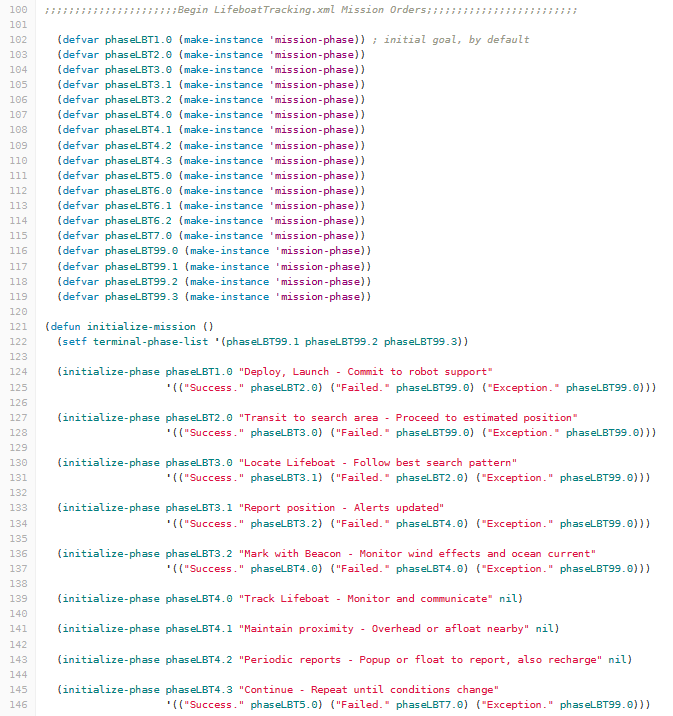 100 ;;;;;;;;;;;;;;;;;;;;;;Begin LifeboatTracking.xml Mission Orders;;;;;;;;;;;;;;;;;;;;;;;;;
101
102   (defvar phaseLBT1.0 (make-instance 'mission-phase)) ; initial goal, by default
103   (defvar phaseLBT2.0 (make-instance 'mission-phase))
104   (defvar phaseLBT3.0 (make-instance 'mission-phase))
105   (defvar phaseLBT3.1 (make-instance 'mission-phase))
106   (defvar phaseLBT3.2 (make-instance 'mission-phase))
107   (defvar phaseLBT4.0 (make-instance 'mission-phase))
108   (defvar phaseLBT4.1 (make-instance 'mission-phase))
109   (defvar phaseLBT4.2 (make-instance 'mission-phase))
110   (defvar phaseLBT4.3 (make-instance 'mission-phase))
111   (defvar phaseLBT5.0 (make-instance 'mission-phase))
112   (defvar phaseLBT6.0 (make-instance 'mission-phase))
113   (defvar phaseLBT6.1 (make-instance 'mission-phase))
114   (defvar phaseLBT6.2 (make-instance 'mission-phase))
115   (defvar phaseLBT7.0 (make-instance 'mission-phase))
116   (defvar phaseLBT99.0 (make-instance 'mission-phase))
117   (defvar phaseLBT99.1 (make-instance 'mission-phase))
118   (defvar phaseLBT99.2 (make-instance 'mission-phase))
119   (defvar phaseLBT99.3 (make-instance 'mission-phase))
120
121 (defun initialize-mission ()
122   (setf terminal-phase-list '(phaseLBT99.1 phaseLBT99.2 phaseLBT99.3))
123
124   (initialize-phase phaseLBT1.0 "Deploy, Launch - Commit to robot support"
125                     '(("Success." phaseLBT2.0) ("Failed." phaseLBT99.0) ("Exception." phaseLBT99.0)))
126
127   (initialize-phase phaseLBT2.0 "Transit to search area - Proceed to estimated position"
128                     '(("Success." phaseLBT3.0) ("Failed." phaseLBT99.0) ("Exception." phaseLBT99.0)))
129
130   (initialize-phase phaseLBT3.0 "Locate Lifeboat - Follow best search pattern"
131                     '(("Success." phaseLBT3.1) ("Failed." phaseLBT2.0) ("Exception." phaseLBT99.0)))
132
133   (initialize-phase phaseLBT3.1 "Report position - Alerts updated"
134                     '(("Success." phaseLBT3.2) ("Failed." phaseLBT4.0) ("Exception." phaseLBT99.0)))
135
136   (initialize-phase phaseLBT3.2 "Mark with Beacon - Monitor wind effects and ocean current"
137                     '(("Success." phaseLBT4.0) ("Failed." phaseLBT4.0) ("Exception." phaseLBT99.0)))
138
139   (initialize-phase phaseLBT4.0 "Track Lifeboat - Monitor and communicate" nil)
140
141   (initialize-phase phaseLBT4.1 "Maintain proximity - Overhead or afloat nearby" nil)
142
143   (initialize-phase phaseLBT4.2 "Periodic reports - Popup or float to report, also recharge" nil)
144
145   (initialize-phase phaseLBT4.3 "Continue - Repeat until conditions change"
146                     '(("Success." phaseLBT5.0) ("Failed." phaseLBT7.0) ("Exception." phaseLBT99.0)))